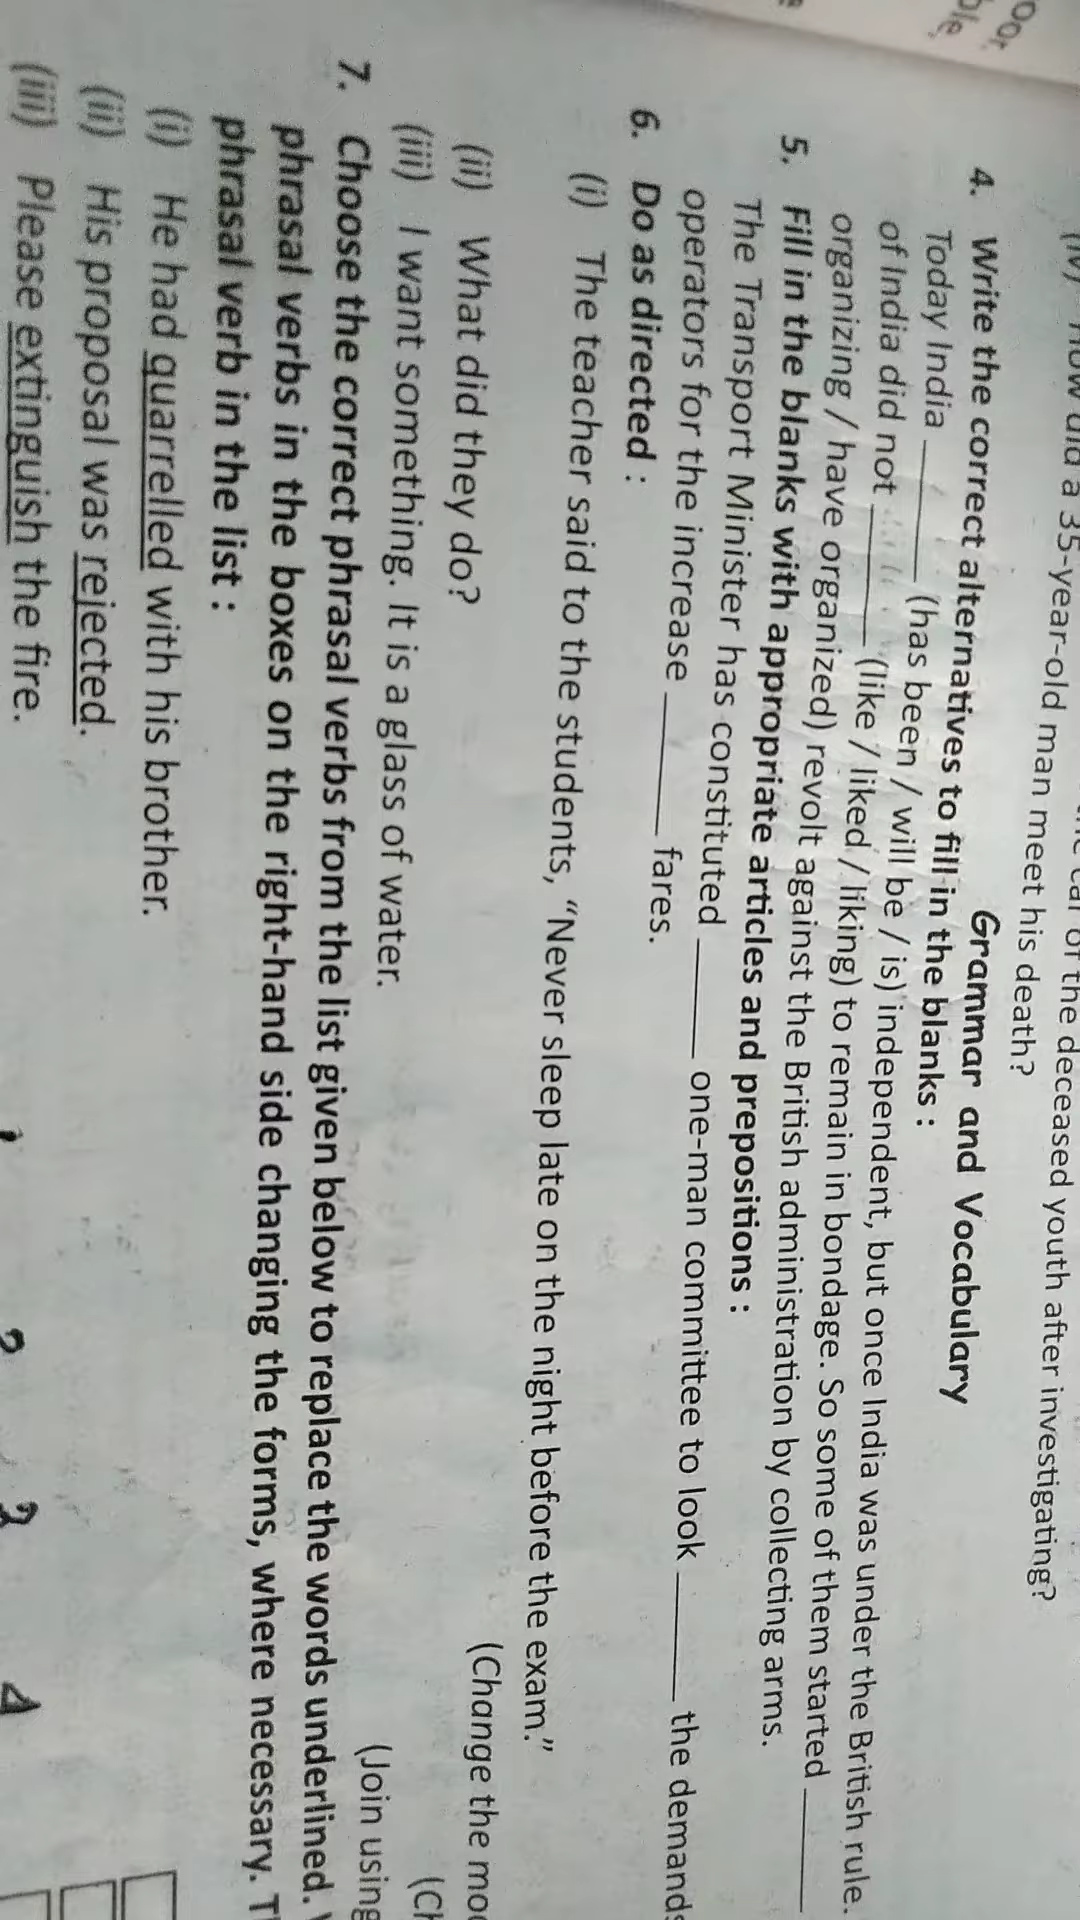 oor,
ple,
(iv) How did a 35-year-old man meet his death?
car of the deceased youth after investigating?
Grammar and Vocabulary
4. Write the correct alternatives to fill in the blanks :
Today India ______ (has been / will be / is) independent, but once India was under the British rule.
of India did not ______ (like / liked / liking) to remain in bondage. So some of them started ______
organizing / have organized) revolt against the British administration by collecting arms.
5. Fill in the blanks with appropriate articles and prepositions :
The Transport Minister has constituted ______ one-man committee to look ______ the demands
operators for the increase ______ fares.
6. Do as directed :
(i) The teacher said to the students, “Never sleep late on the night before the exam.”
(Change the mo
(ii) What did they do?
(Ch
(iii) I want something. It is a glass of water.
(Join using
7. Choose the correct phrasal verbs from the list given below to replace the words underlined.
phrasal verbs in the boxes on the right-hand side changing the forms, where necessary. T
phrasal verb in the list :
(i) He had quarrelled with his brother.
(ii) His proposal was rejected.
(iii) Please extinguish the fire.